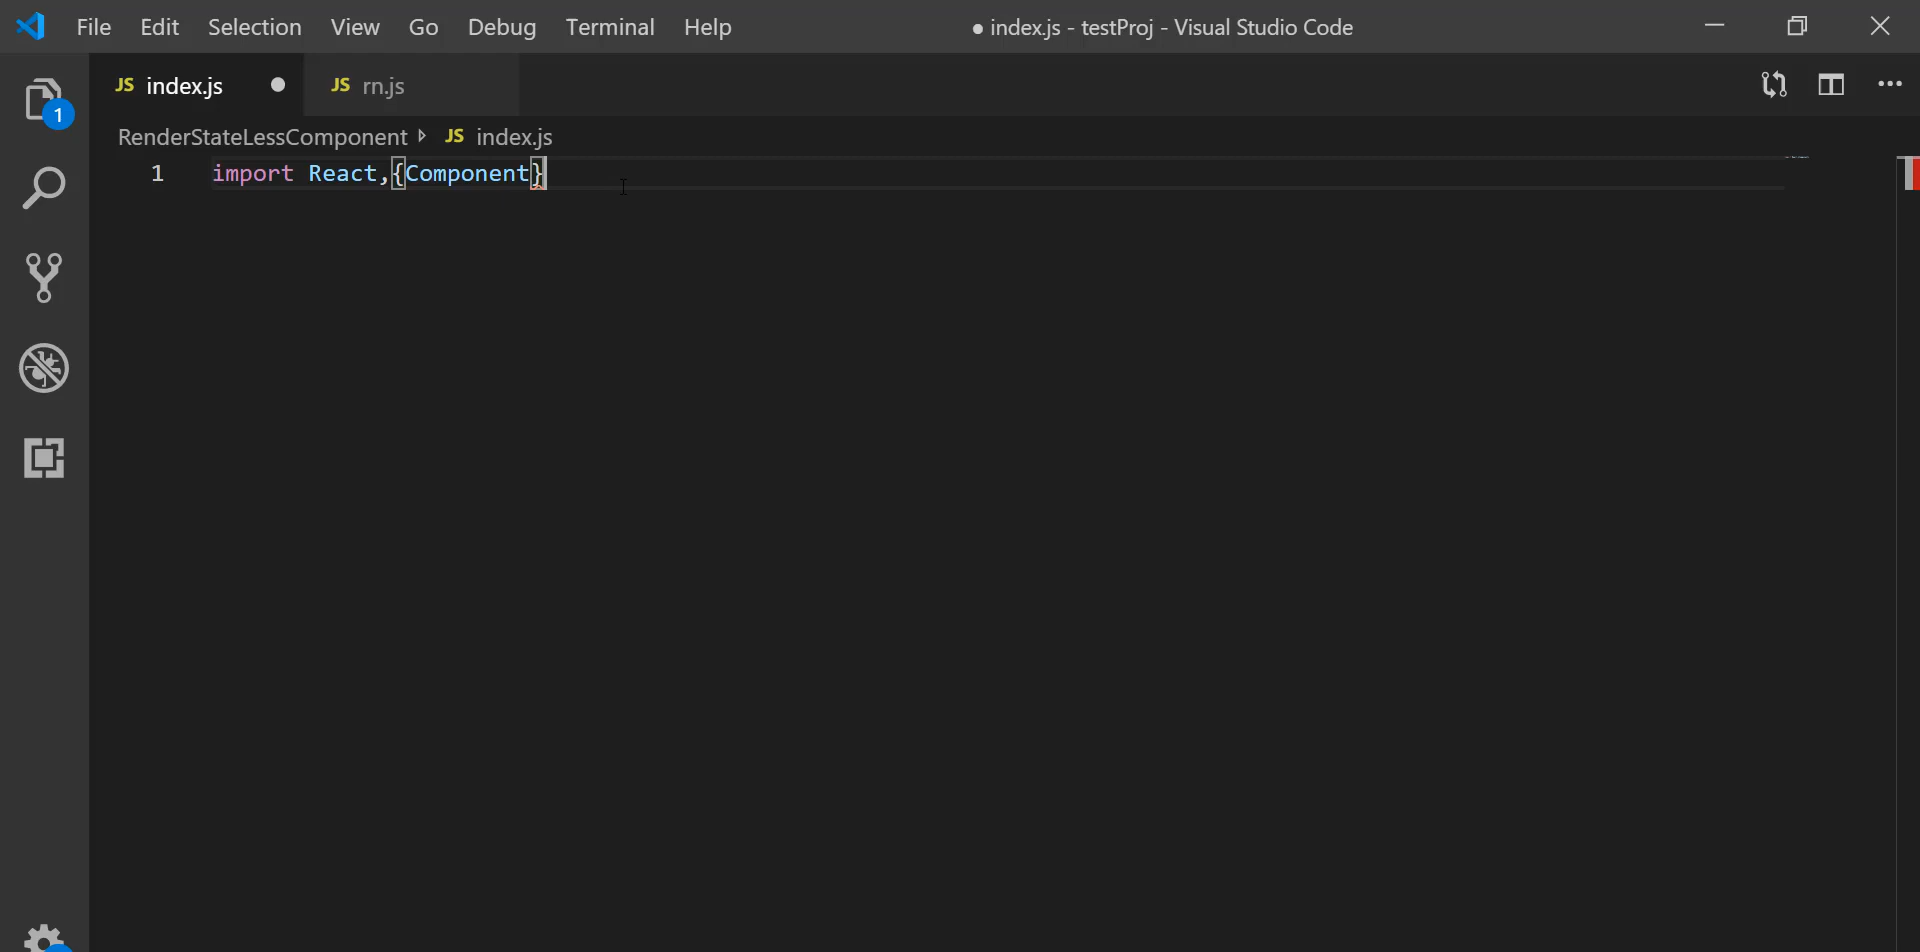 File Edit Selection View Go Debug Terminal Help ● index.js - testProj - Visual Studio Code
JS index.js ● JS rn.js
1
RenderStateLessComponent JS index.js
1 import React,{Component}